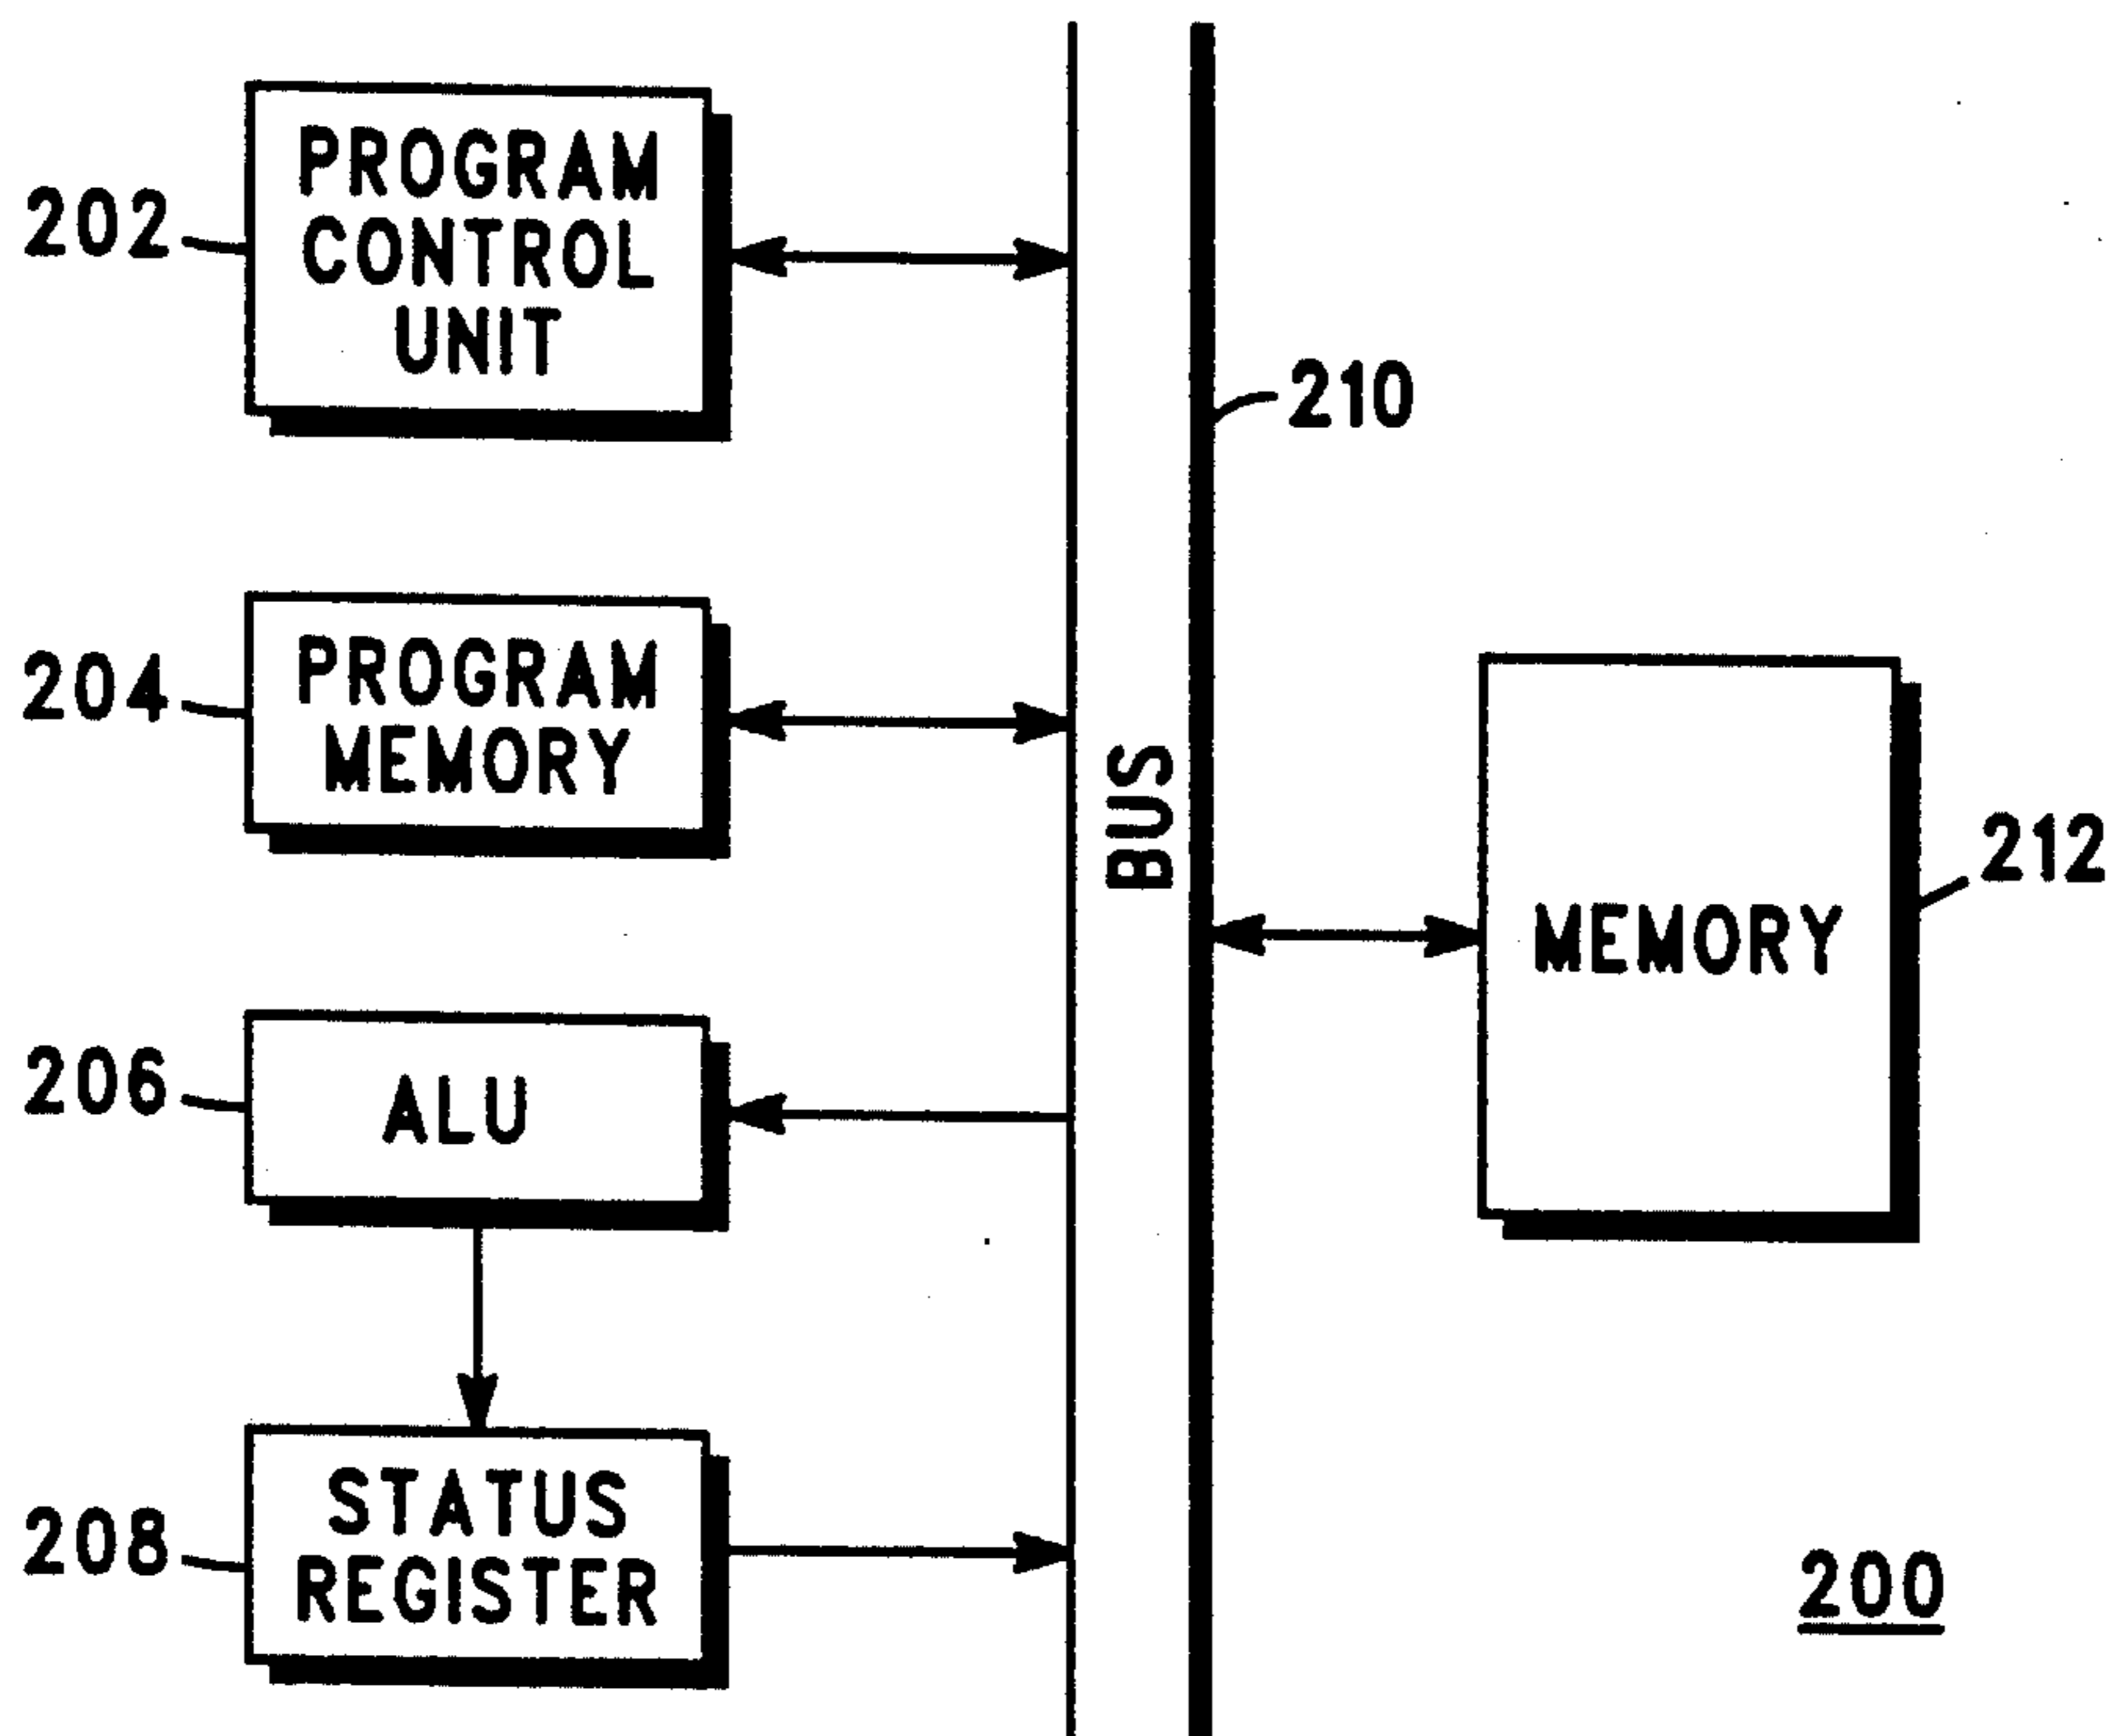 202
PROGRAM
CONTROL
UNIT
210
204
PROGRAM
MEMORY
BUS
212
MEMORY
206
ALU
208
STATUS
REGISTER
200